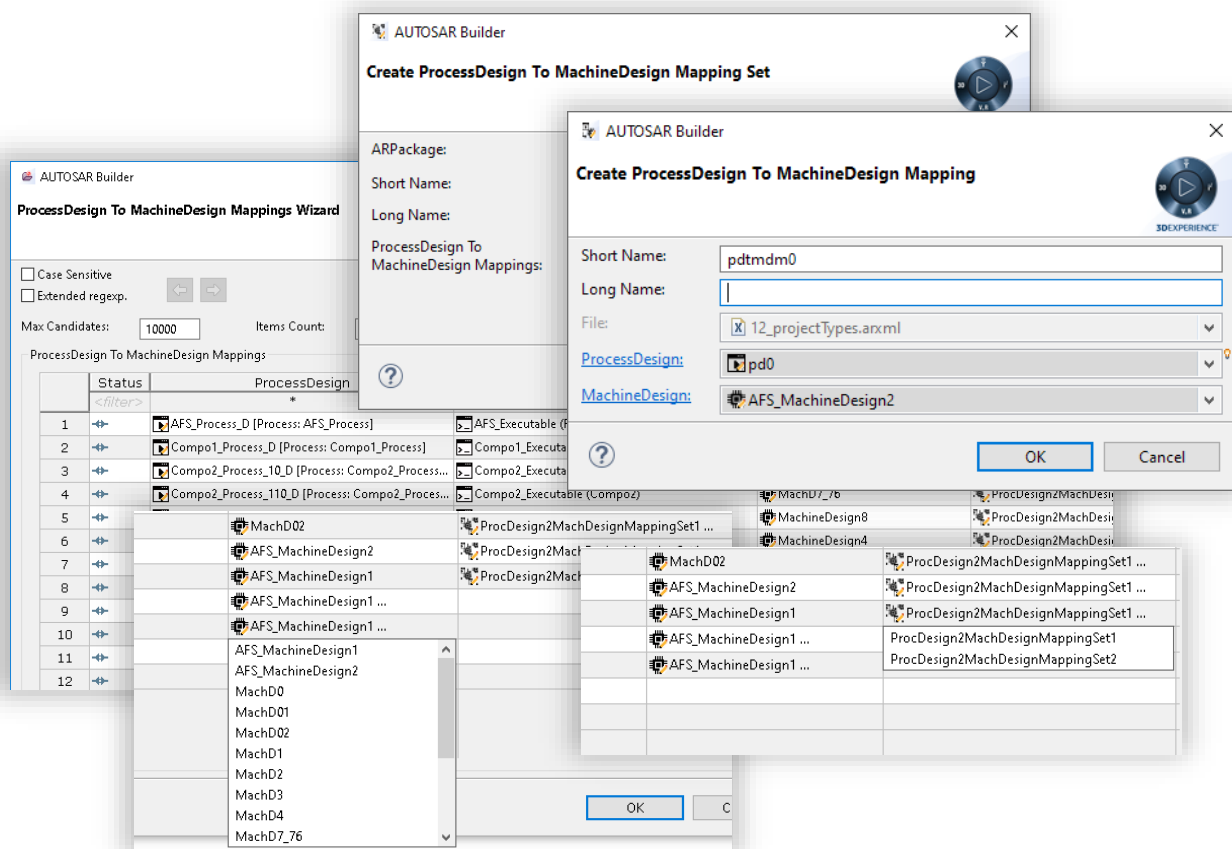 AUTOSAR Builder
Create ProcessDesign To MachineDesign Mapping Set
ARPackage:
Short Name:
Long Name:
ProcessDesign To
MachineDesign Mappings:
AUTOSAR Builder
Create ProcessDesign To MachineDesign Mapping
3DEXPERIENCE
Short Name: pdtmdm0
Long Name:
File: 12_projectTypes.arxml
ProcessDesign: pd0
MachineDesign: AFS_MachineDesign2
OK Cancel
AUTOSAR Builder
ProcessDesign To MachineDesign Mappings Wizard
Case Sensitive
Extended regexp.
Max Candidates: 10000 Items Count:
ProcessDesign To MachineDesign Mappings
Status ProcessDesign
<filter> *
1 AFS_Process_D [Process: AFS_Process] AFS_Executable
2 Compo1_Process_D [Process: Compo1_Process]
3 Compo2_Process_10_D [Process: Compo2_Process...
4 Compo2_Process_110_D [Process: Compo2_Proces... Compo2_Executable (Compo2) MachD7_76
5 MachineDesign8
6 MachineDesign4
7
8
9
10
11
12
MachD02 ProcDesign2MachDesignMappingSet1 ...
AFS_MachineDesign2
AFS_MachineDesign1
AFS_MachineDesign1 ...
AFS_MachineDesign1 ...
AFS_MachineDesign1
AFS_MachineDesign2
MachD0
MachD01
MachD02
MachD1
MachD2
MachD3
MachD4
MachD7_76
OK
MachD02 ProcDesign2MachDesignMappingSet1 ...
AFS_MachineDesign2 ProcDesign2MachDesignMappingSet1 ...
AFS_MachineDesign1 ProcDesign2MachDesignMappingSet1 ...
AFS_MachineDesign1 ... ProcDesign2MachDesignMappingSet1
AFS_MachineDesign1 ... ProcDesign2MachDesignMappingSet2